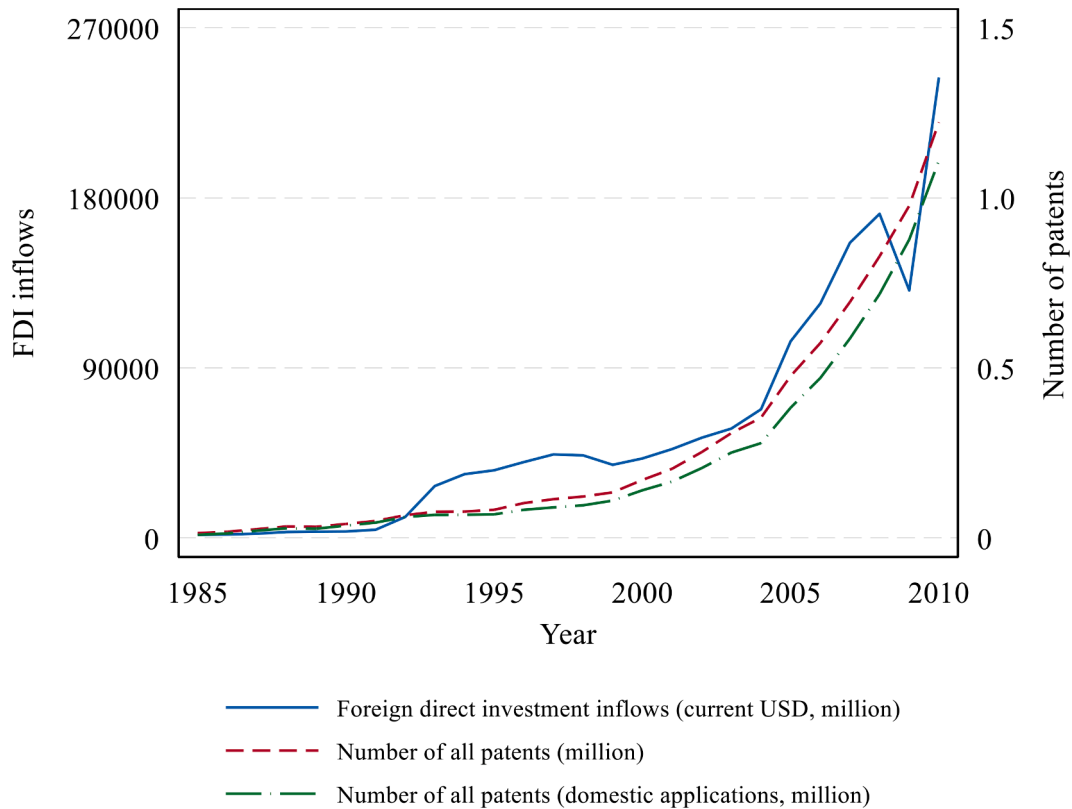 270000
180000
90000
0
FDI inflows
1.5
1.0
0.5
0
Number of patents
1985 1990 1995 2000 2005 2010
Year
Foreign direct investment inflows (current USD, million)
Number of all patents (million)
Number of all patents (domestic applications, million)